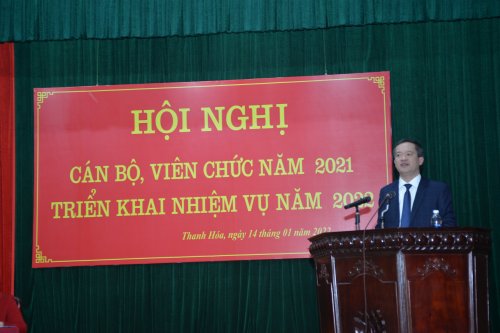 HỘI NGHỊ
CÁN BỘ, VIÊN CHỨC NĂM 2021
TRIỂN KHAI NHIỆM VỤ NĂM 2022
Thanh Hóa, ngày 14 tháng 01 năm 2022